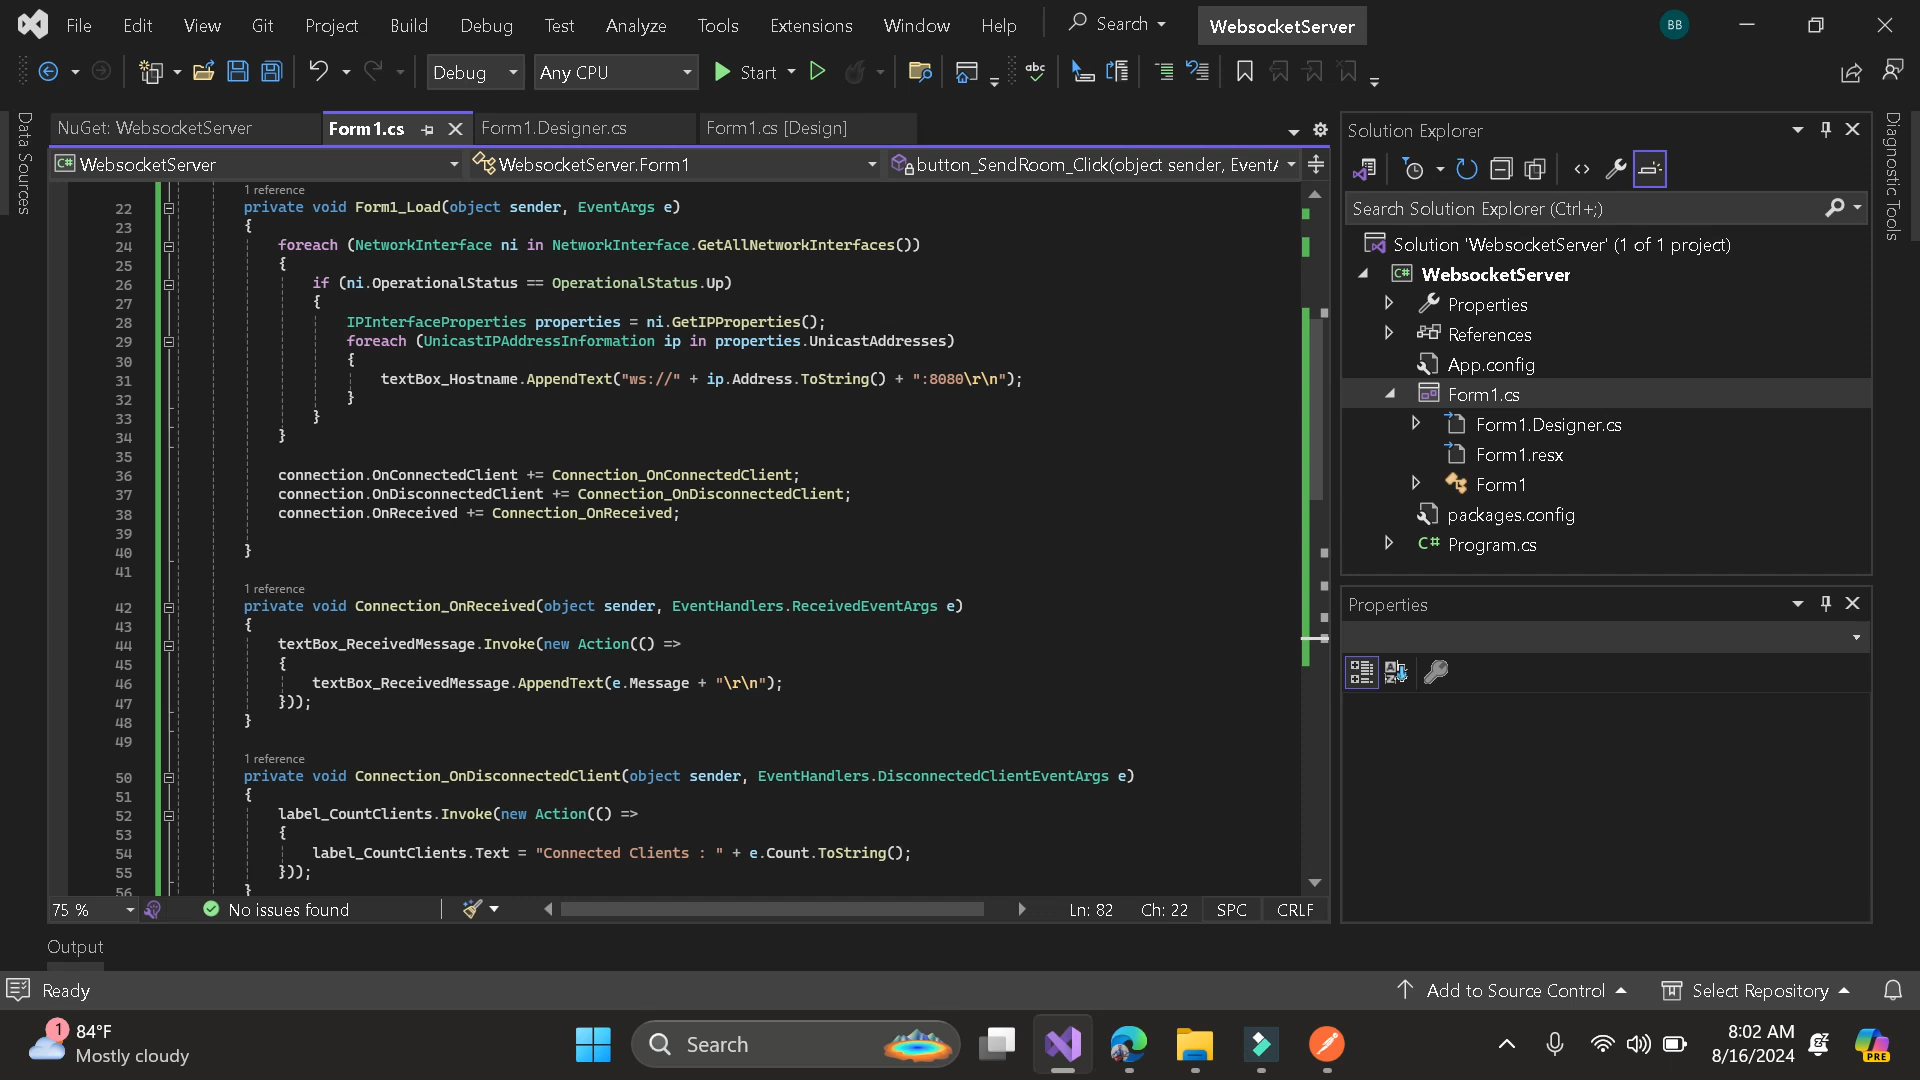 File Edit View Git Project Build Debug Test Analyze Tools Extensions Window Help Search WebsocketServer BB
Debug Any CPU Start abc
Data Sources
NuGet: WebsocketServer Form1.cs Form1.Designer.cs Form1.cs [Design]
C# WebsocketServer WebsocketServer.Form1 button_SendRoom_Click(object sender, EventA
1 reference
22 private void Form1_Load(object sender, EventArgs e)
23 {
24 foreach (NetworkInterface ni in NetworkInterface.GetAllNetworkInterfaces())
25 {
26 if (ni.OperationalStatus == OperationalStatus.Up)
27 {
28 IPInterfaceProperties properties = ni.GetIPProperties();
29 foreach (UnicastIPAddressInformation ip in properties.UnicastAddresses)
30 {
31 textBox_Hostname.AppendText("ws://" + ip.Address.ToString() + ":8080\r\n");
32 }
33 }
34 }
35
36 connection.OnConnectedClient += Connection_OnConnectedClient;
37 connection.OnDisconnectedClient += Connection_OnDisconnectedClient;
38 connection.OnReceived += Connection_OnReceived;
39
40 }
41
1 reference
42 private void Connection_OnReceived(object sender, EventHandlers.ReceivedEventArgs e)
43 {
44 textBox_ReceivedMessage.Invoke(new Action(() =>
45 {
46 textBox_ReceivedMessage.AppendText(e.Message + "\r\n");
47 }));
48 }
49
1 reference
50 private void Connection_OnDisconnectedClient(object sender, EventHandlers.DisconnectedClientEventArgs e)
51 {
52 label_CountClients.Invoke(new Action(() =>
53 {
54 label_CountClients.Text = "Connected Clients : " + e.Count.ToString();
55 }));
56 }
75 % No issues found Ln: 82 Ch: 22 SPC CRLF
Solution Explorer
Search Solution Explorer (Ctrl+;)
Solution 'WebsocketServer' (1 of 1 project)
C# WebsocketServer
Properties
References
App.config
Form1.cs
Form1.Designer.cs
Form1.resx
Form1
packages.config
C# Program.cs
Properties
Diagnostic Tools
Output
Ready Add to Source Control Select Repository
1 84°F
Mostly cloudy
Search
8:02 AM
8/16/2024
PRE